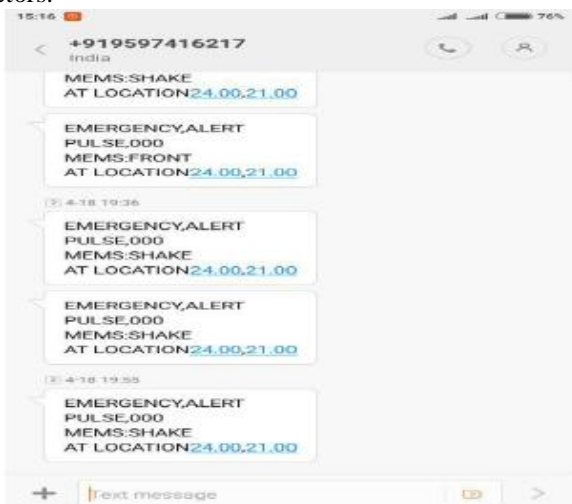 ctors.
15:16 76%
+919597416217
India
MEMS:SHAKE
AT LOCATION24.00,21.00
EMERGENCY,ALERT
PULSE,000
MEMS:FRONT
AT LOCATION24.00,21.00
4-18 19:36
EMERGENCY,ALERT
PULSE,000
MEMS:SHAKE
AT LOCATION24.00,21.00
EMERGENCY,ALERT
PULSE,000
MEMS:SHAKE
AT LOCATION24.00,21.00
4-18 19:55
EMERGENCY,ALERT
PULSE,000
MEMS:SHAKE
AT LOCATION24.00,21.00
Text message